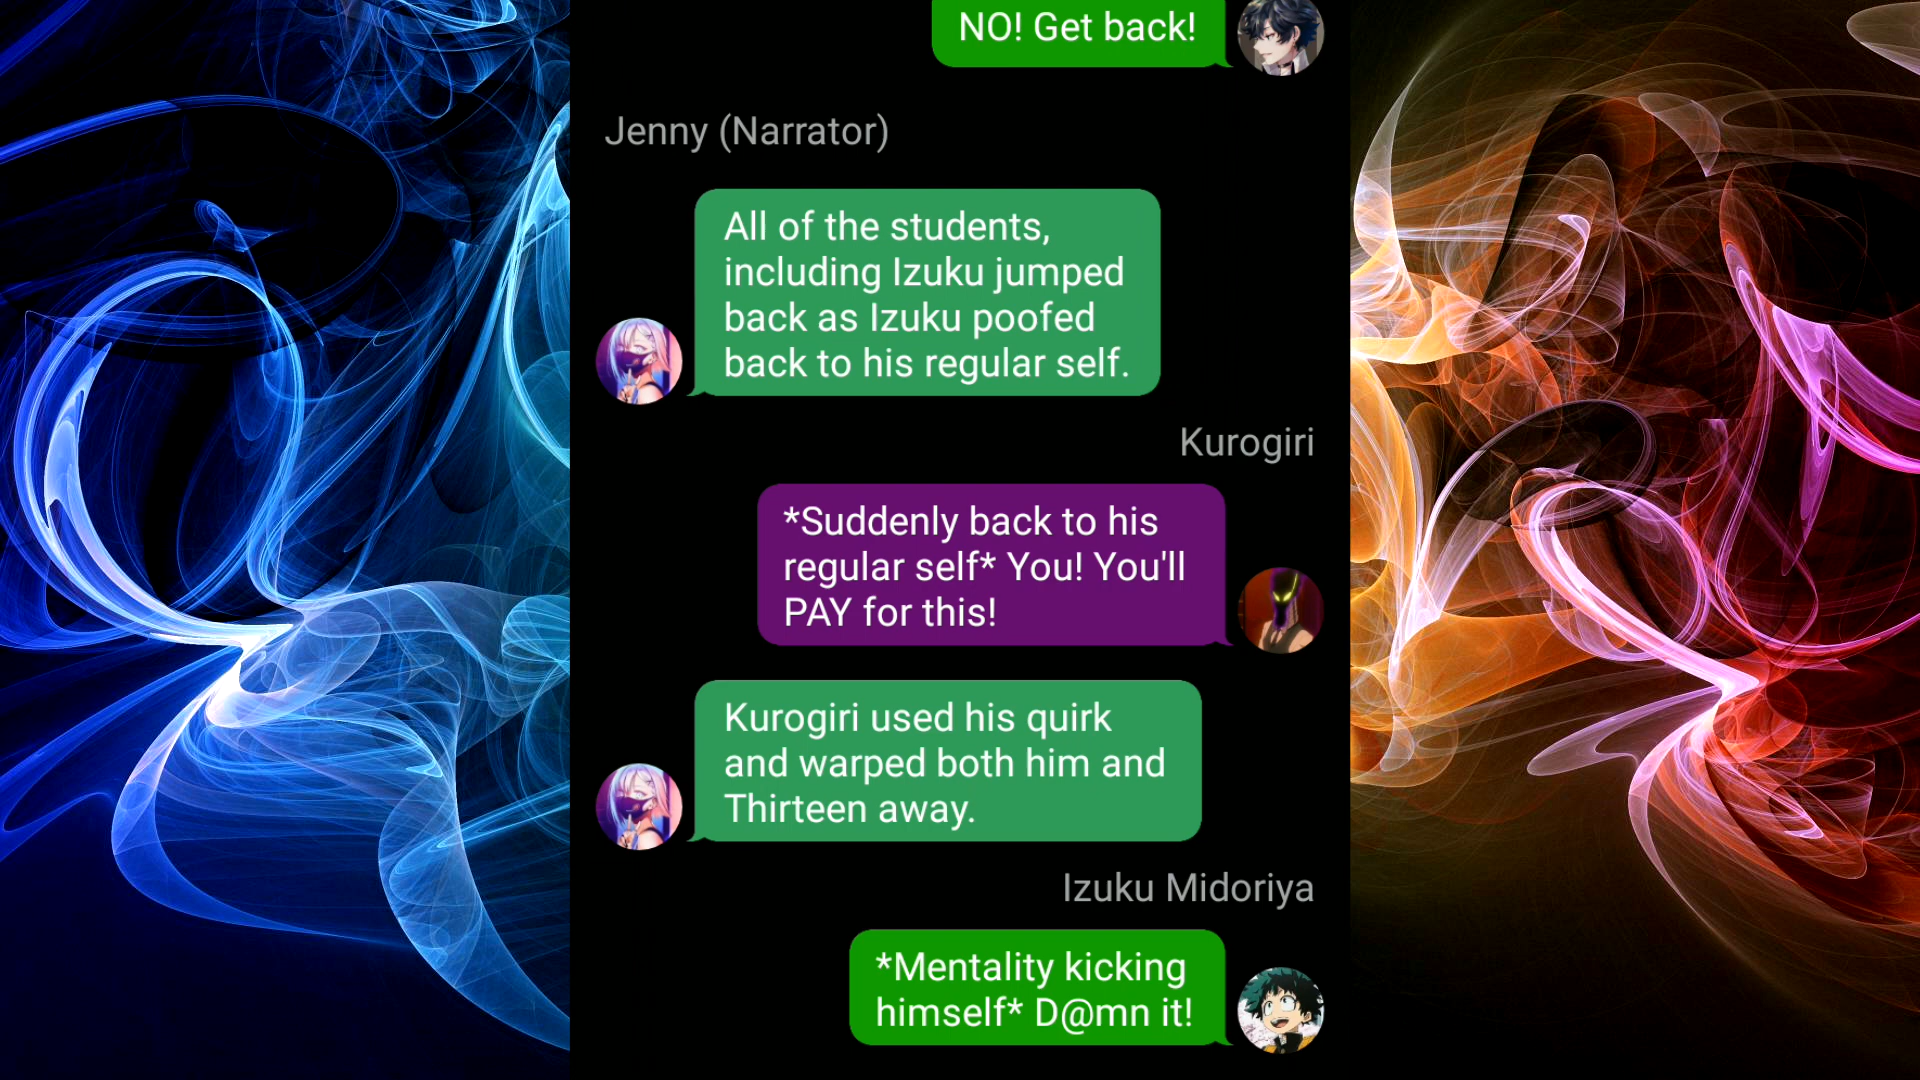 NO! Get back!
Jenny (Narrator)
All of the students,
including Izuku jumped
back as Izuku poofed
back to his regular self.
Kurogiri
*Suddenly back to his
regular self* You! You'll
PAY for this!
Kurogiri used his quirk
and warped both him and
Thirteen away.
Izuku Midoriya
*Mentality kicking
himself* D@mn it!